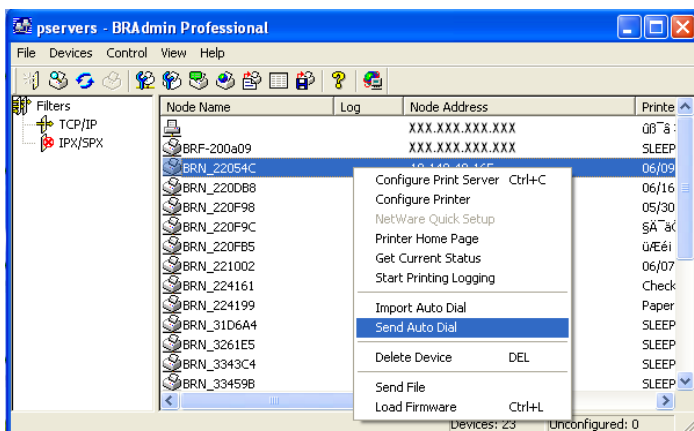 pservers - BRAdmin Professional
File Devices Control View Help
Filters
TCP/IP
IPX/SPX
Node Name Log Node Address Printe
XXX.XXX.XXX.XXX üß¯â :
BRF-200a09 XXX.XXX.XXX.XXX SLEEP
BRN_22054C 06/09
BRN_220DB8 06/16
BRN_220F98 05/30
BRN_220F9C
BRN_220FB5 üÆéi
BRN_221002 06/07
BRN_224161 Check
BRN_224199 Paper
BRN_31D6A4 SLEEP
BRN_3261E5 SLEEP
BRN_3343C4 SLEEP
BRN_33459B SLEEP
Configure Print Server Ctrl+C
Configure Printer
NetWare Quick Setup
Printer Home Page
Get Current Status
Start Printing Logging
Import Auto Dial
Send Auto Dial
Delete Device DEL
Send File
Load Firmware Ctrl+L
Devices: 23 Unconfigured: 0